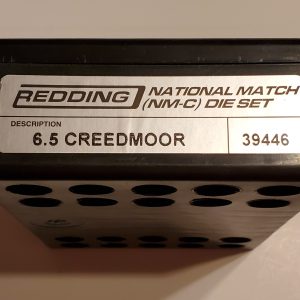 REDDING NATIONAL MATCH
(NM-C) DIE SET
DESCRIPTION
6.5 CREEDMOOR 39446